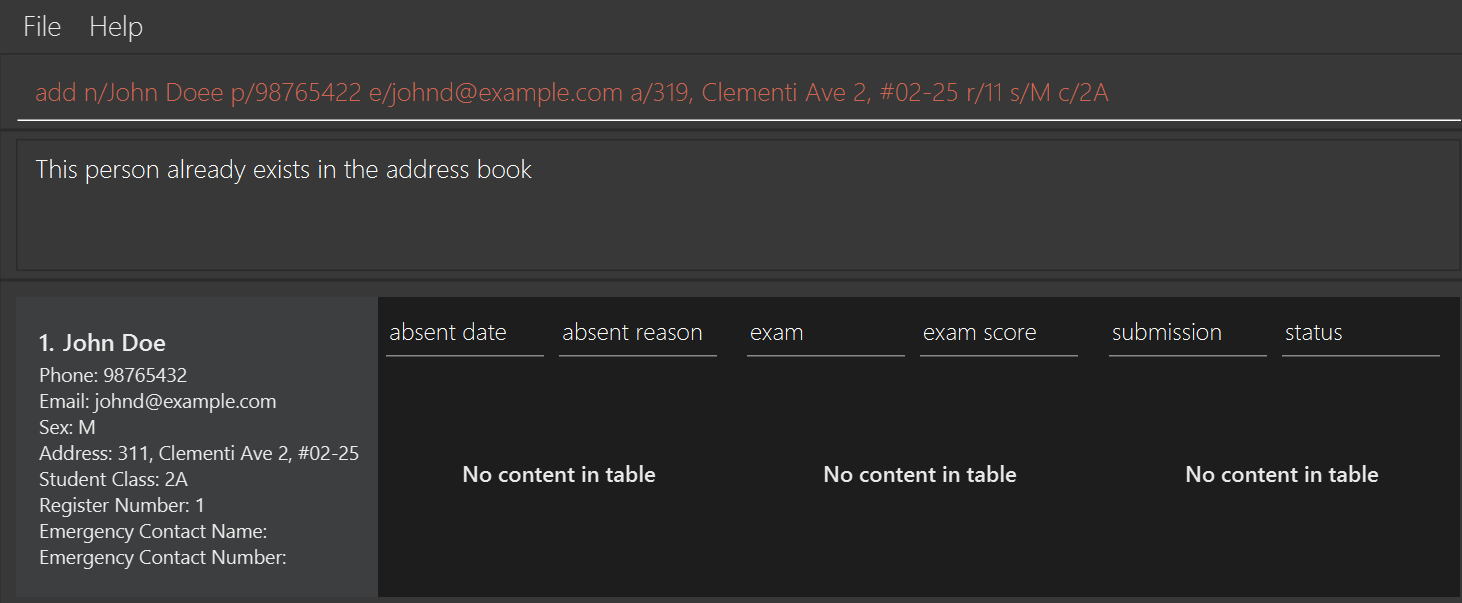 File Help
add n/John Doee p/98765422 e/johnd@example.com a/319, Clementi Ave 2, #02-25 r/11 s/M c/2A
This person already exists in the address book
1. John Doe
Phone: 98765432
Email: johnd@example.com
Sex: M
Address: 311, Clementi Ave 2, #02-25
Student Class: 2A
Register Number: 1
Emergency Contact Name:
Emergency Contact Number:
absent date absent reason exam exam score submission status
No content in table No content in table No content in table